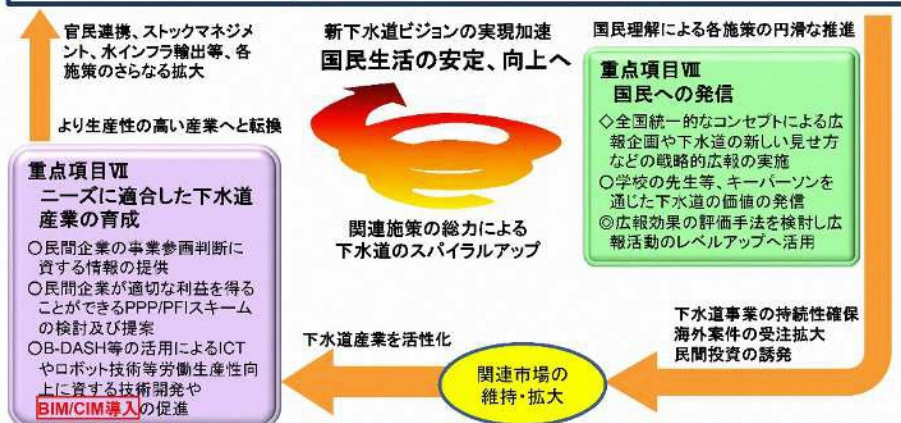 官民連携、ストックマネジメ
ント、水インフラ輸出等、各
施策のさらなる拡大
新下水道ビジョンの実現加速
国民生活の安定、向上へ
国民理解による各施策の円滑な推進
より生産性の高い産業へと転換
重点項目Ⅶ
ニーズに適合した下水道
産業の育成
○民間企業の事業参画判断に
資する情報の提供
○民間企業が適切な利益を得る
ことができるPPP/PFIスキーム
の検討及び提案
○B-DASH等の活用によるICT
やロボット技術等労働生産性向
上に資する技術開発や
BIM/CIM導入の促進
関連施策の総力による
下水道のスパイラルアップ
重点項目Ⅷ
国民への発信
◇全国統一的なコンセプトによる広
報企画や下水道の新しい見せ方
などの戦略的広報の実施
○学校の先生等、キーパーソンを
通じた下水道の価値の発信
◎広報効果の評価手法を検討し広
報活動のレベルアップへ活用
下水道事業の持続性確保
海外案件の受注拡大
民間投資の誘発
下水道産業を活性化
関連市場の
維持・拡大